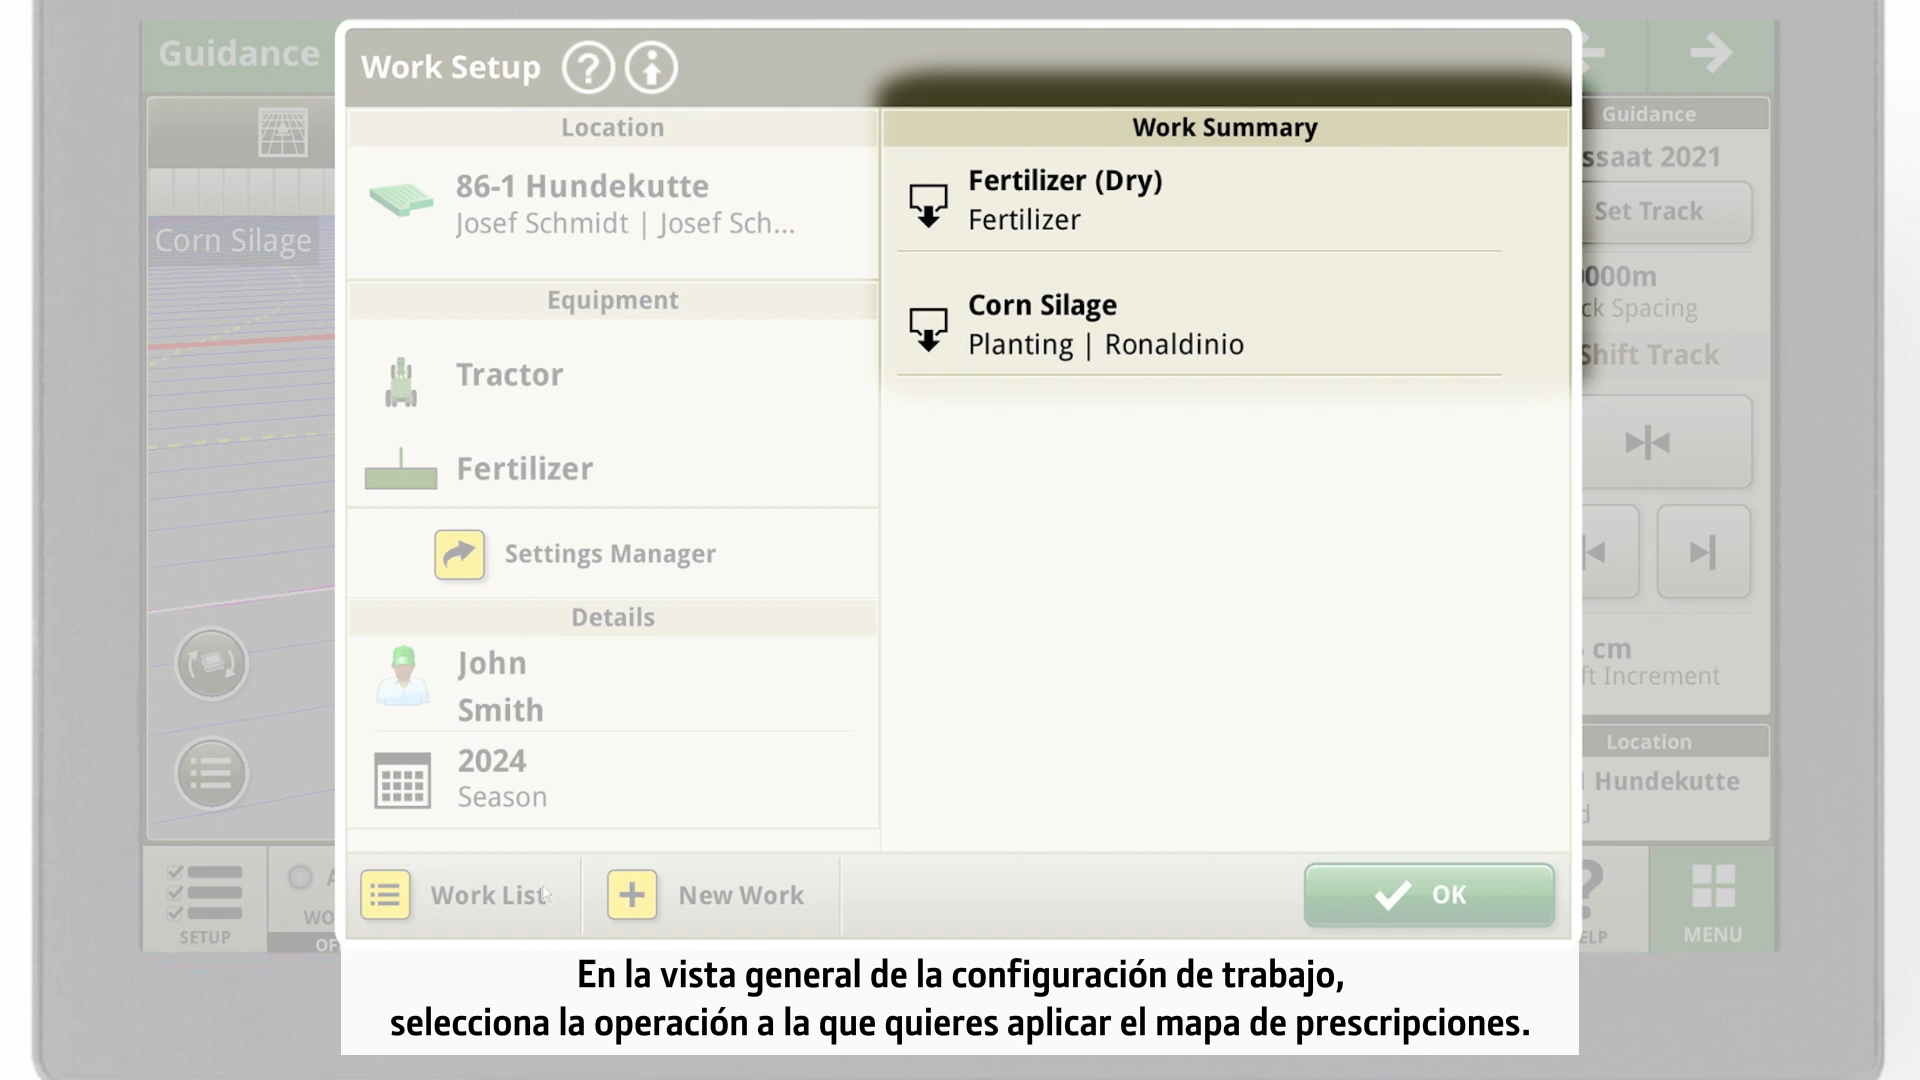 Guidance
Work Setup
Location
86-1 Hundekutte
Josef Schmidt | Josef Sch...
Equipment
Tractor
Fertilizer
Settings Manager
Details
John
Smith
2024
Season
Work List
New Work
OK
Work Summary
Fertilizer (Dry)
Fertilizer
Corn Silage
Planting | Ronaldinio
Corn Silage
SETUP
Guidance
ssaat 2021
Set Track
000m
ck Spacing
Shift Track
cm
ft Increment
Location
Hundekutte
WO
OF
ELP
MENU
En la vista general de la configuración de trabajo,
selecciona la operación a la que quieres aplicar el mapa de prescripciones.